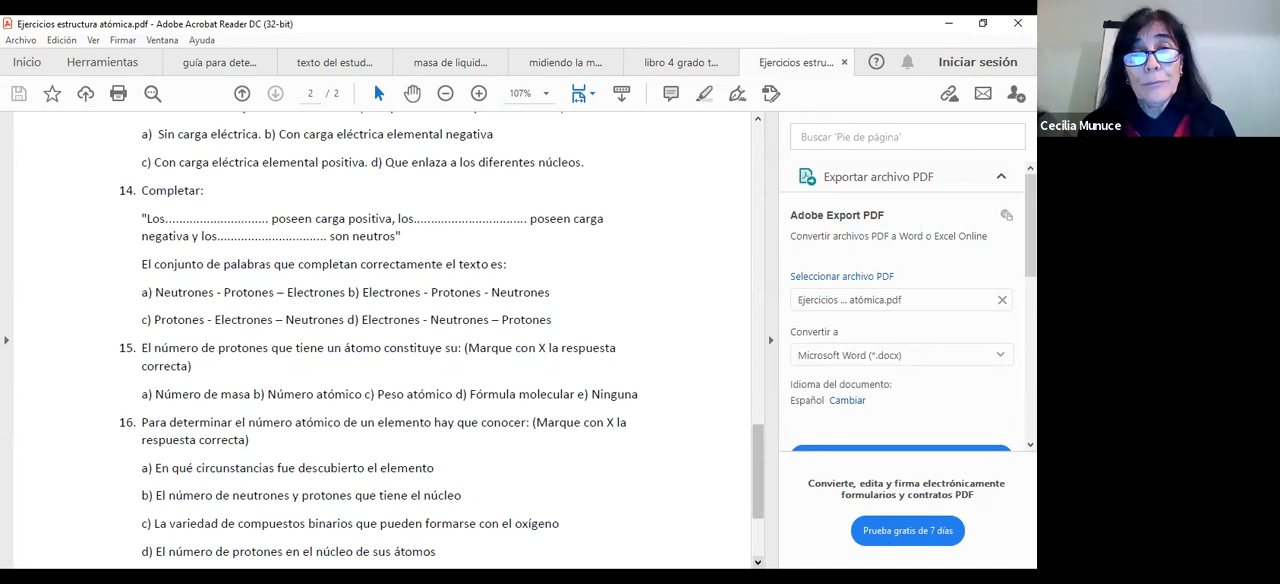 Ejercicios estructura atómica.pdf - Adobe Acrobat Reader DC (32-bit)
Archivo Edición Ver Firmar Ventana Ayuda
Inicio Herramientas guía para dete... texto del estud... midiendo la m... libro 4 grado t... Ejercicios estru... Iniciar sesión
2 / 2 107%
a) Sin carga eléctrica. b) Con carga eléctrica elemental negativa
c) Con carga eléctrica elemental positiva. d) Que enlaza a los diferentes núcleos.
14. Completar:
"Los............................. poseen carga positiva, los................................ poseen carga
negativa y los............................... son neutros"
El conjunto de palabras que completan correctamente el texto es:
a) Neutrones - Protones – Electrones b) Electrones - Protones - Neutrones
c) Protones - Electrones – Neutrones d) Electrones - Neutrones – Protones
15. El número de protones que tiene un átomo constituye su: (Marque con X la respuesta
correcta)
a) Número de masa b) Número atómico c) Peso atómico d) Fórmula molecular e) Ninguna
16. Para determinar el número atómico de un elemento hay que conocer: (Marque con X la
respuesta correcta)
a) En qué circunstancias fue descubierto el elemento
b) El número de neutrones y protones que tiene el núcleo
c) La variedad de compuestos binarios que pueden formarse con el oxígeno
d) El número de protones en el núcleo de sus átomos
Buscar 'Pie de página'
Exportar archivo PDF
Adobe Export PDF
Convertir archivos PDF a Word o Excel Online
Seleccionar archivo PDF
Ejercicios ... atómica.pdf
Convertir a
Microsoft Word (*.docx)
Idioma del documento:
Español Cambiar
Convierte, edita y firma electrónicamente
formularios y contratos PDF
Prueba gratis de 7 días
Cecilia Munuce